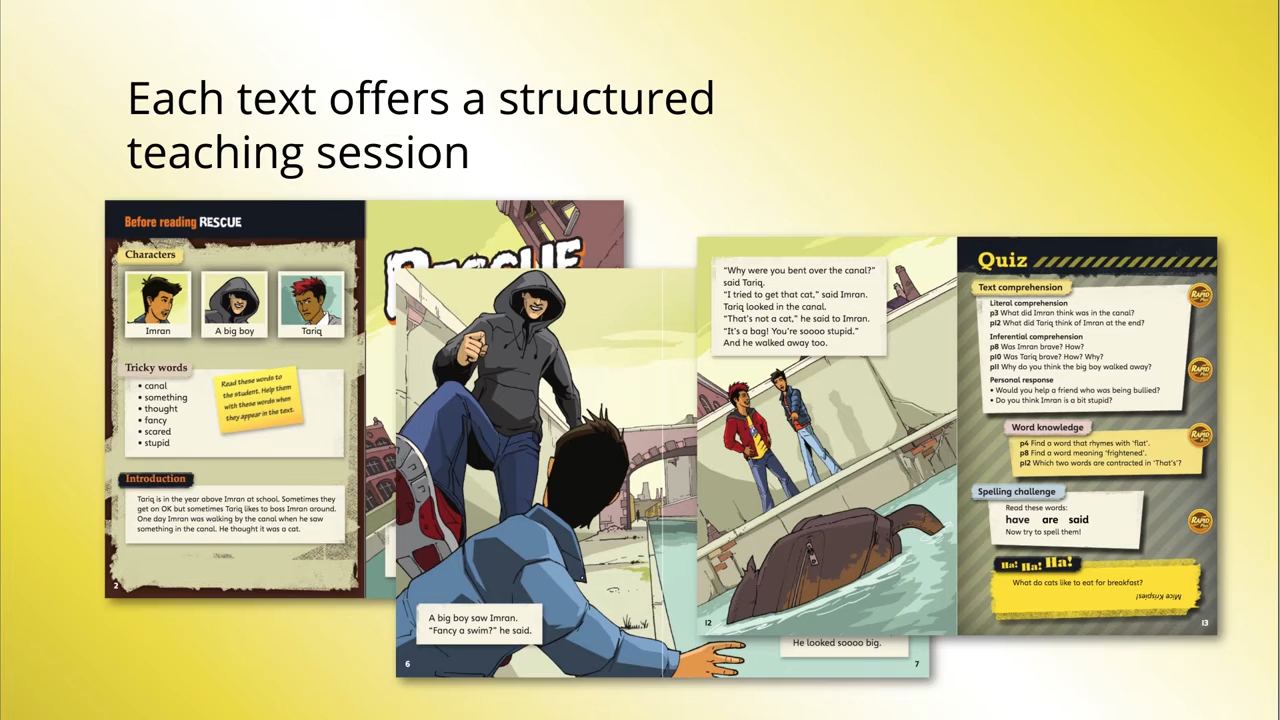 Each text offers a structured
teaching session
Before reading RESCUE
Characters
Imran
A big boy
Tariq
Tricky words
• canal
• something
• thought
• fancy
• scared
• stupid
Read these words to
the student. Help them
with these words when
they appear in the text.
Introduction
Tariq is in the year above Imran at school. Sometimes they
get on OK but sometimes Tariq likes to boss Imran around.
One day Imran was walking by the canal when he saw
something in the canal. He thought it was a cat.
2
RESCUE
A big boy saw Imran.
"Fancy a swim?" he said.
6
He looked soooo big.
7
"Why were you bent over the canal?"
said Tariq.
"I tried to get that cat," said Imran.
Tariq looked in the canal.
"That's not a cat," he said to Imran.
"It's a bag! You're soooo stupid."
And he walked away too.
12
Quiz
Text comprehension
Literal comprehension
p3 What did Imran think was in the canal?
p12 What did Tariq think of Imran at the end?
Inferential comprehension
p8 Was Imran brave? How?
p10 Was Tariq brave? How? Why?
p11 Why do you think the big boy walked away?
Personal response
• Would you help a friend who was being bullied?
• Do you think Imran is a bit stupid?
RAPID
RAPID
Word knowledge
p4 Find a word that rhymes with 'flat'.
p8 Find a word meaning 'frightened'.
p12 Which two words are contracted in 'That's'?
RAPID
Spelling challenge
Read these words:
have are said
Now try to spell them!
RAPID
Ha! Ha! Ha!
What do cats like to eat for breakfast?
Mice Krispies!
13